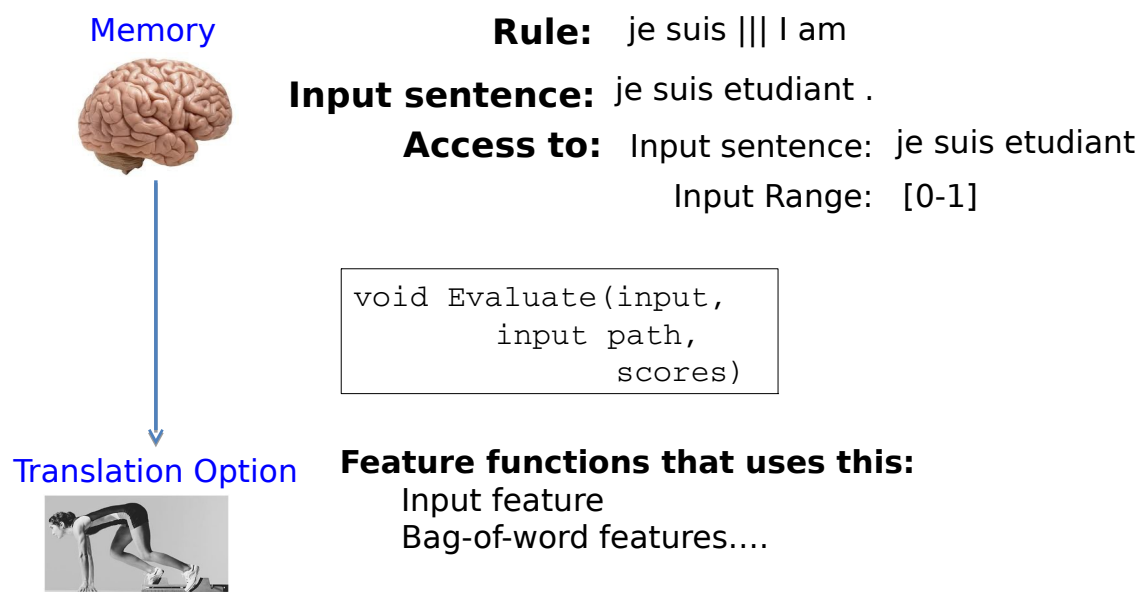 Memory
Rule: je suis ||| I am
Input sentence: je suis etudiant .
Access to: Input sentence: je suis etudiant
Input Range: [0-1]
void Evaluate(input,
input path,
scores)
Translation Option
Feature functions that uses this:
Input feature
Bag-of-word features....